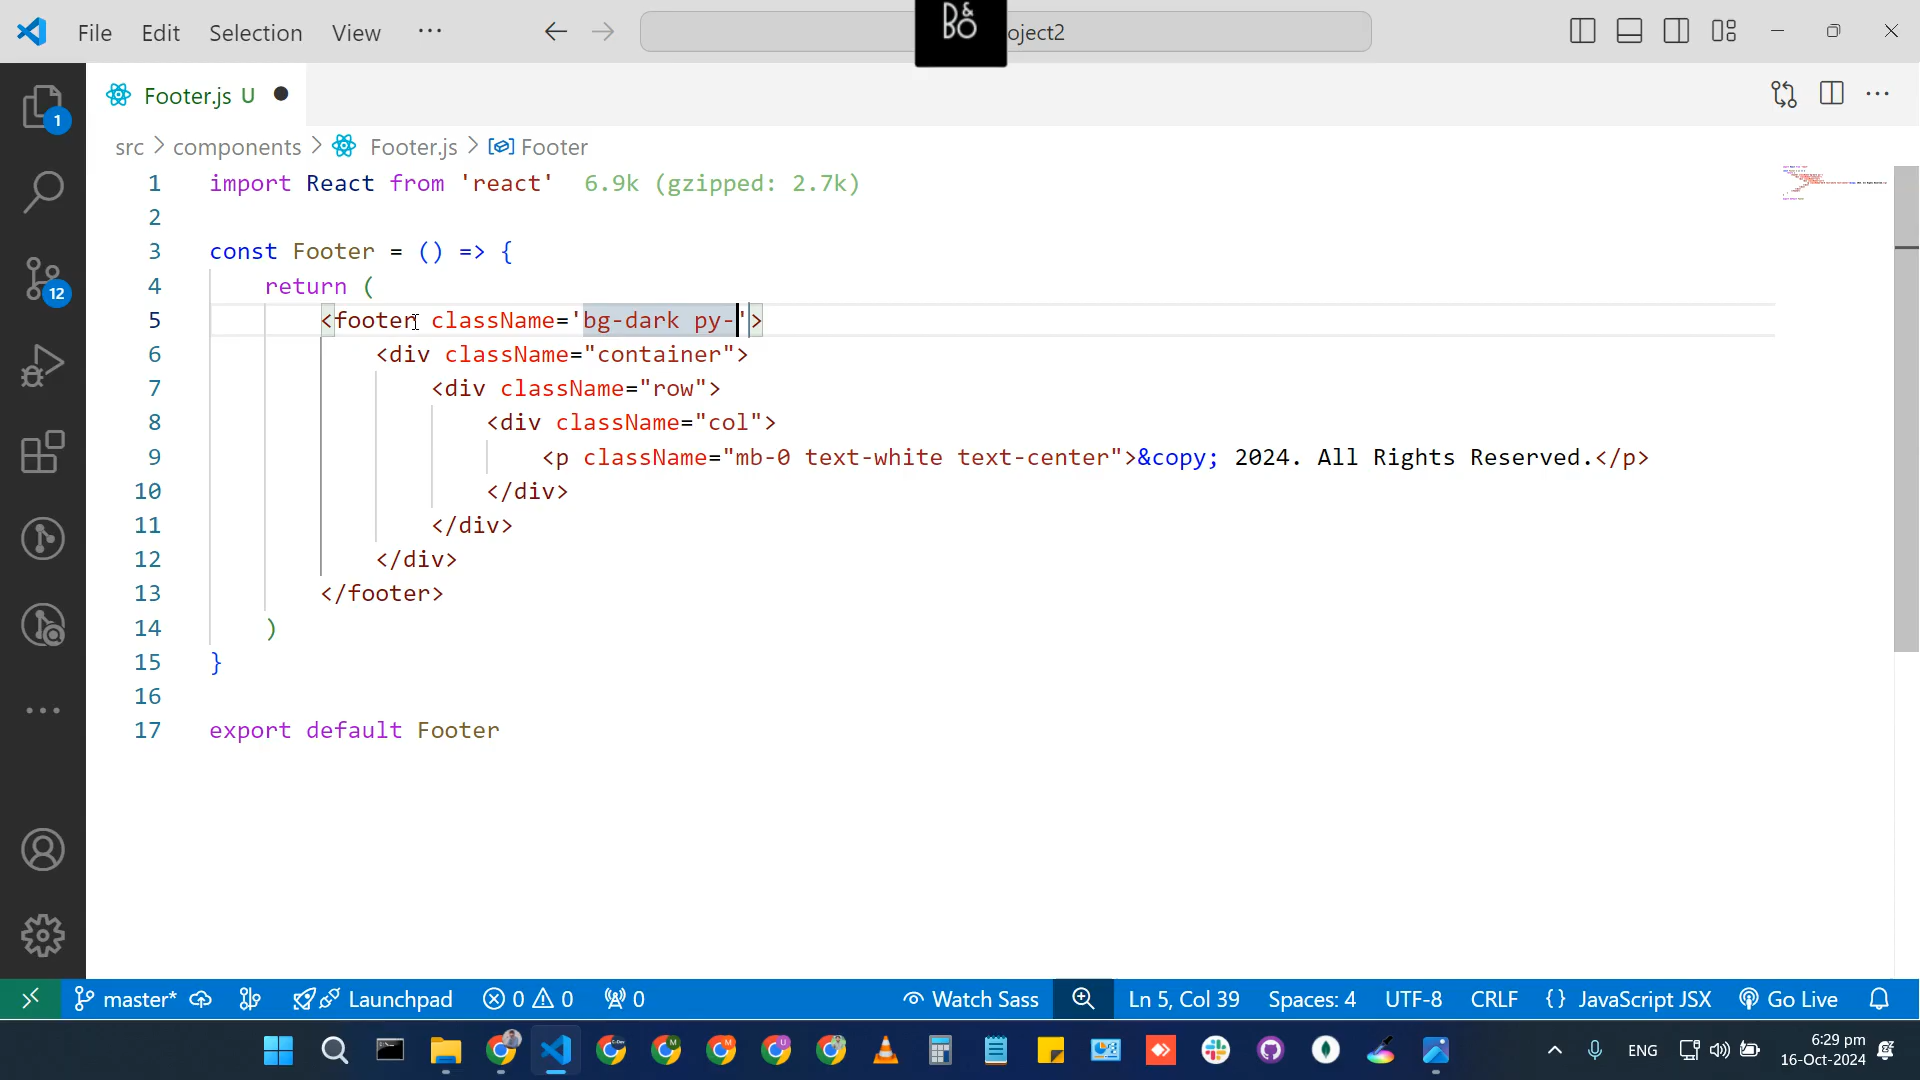 File Edit Selection View ... oject2
B&O
Footer.js U
src > components > Footer.js > Footer
1 import React from 'react' 6.9k (gzipped: 2.7k)
2
3 const Footer = () => {
4 return (
5 <footer className='bg-dark py-'>
6 <div className="container">
7 <div className="row">
8 <div className="col">
9 <p className="mb-0 text-white text-center">&copy; 2024. All Rights Reserved.</p>
10 </div>
11 </div>
12 </div>
13 </footer>
14 )
15 }
16
17 export default Footer
1
12
master* Launchpad 0 0 0 Watch Sass Ln 5, Col 39 Spaces: 4 UTF-8 CRLF {} JavaScript JSX Go Live
ENG 6:29 pm
16-Oct-2024